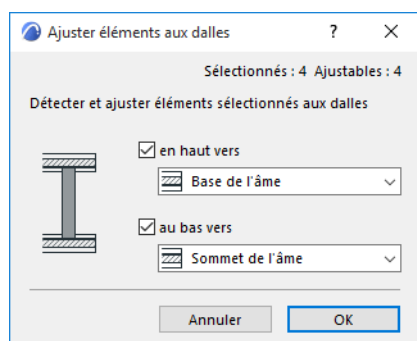 Ajuster éléments aux dalles ?
Sélectionnés : 4 Ajustables : 4
Détecter et ajuster éléments sélectionnés aux dalles
en haut vers
Base de l'âme
au bas vers
Sommet de l'âme
Annuler OK